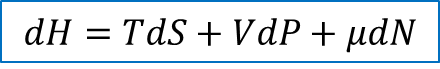 dH = TdS + VdP + μdN